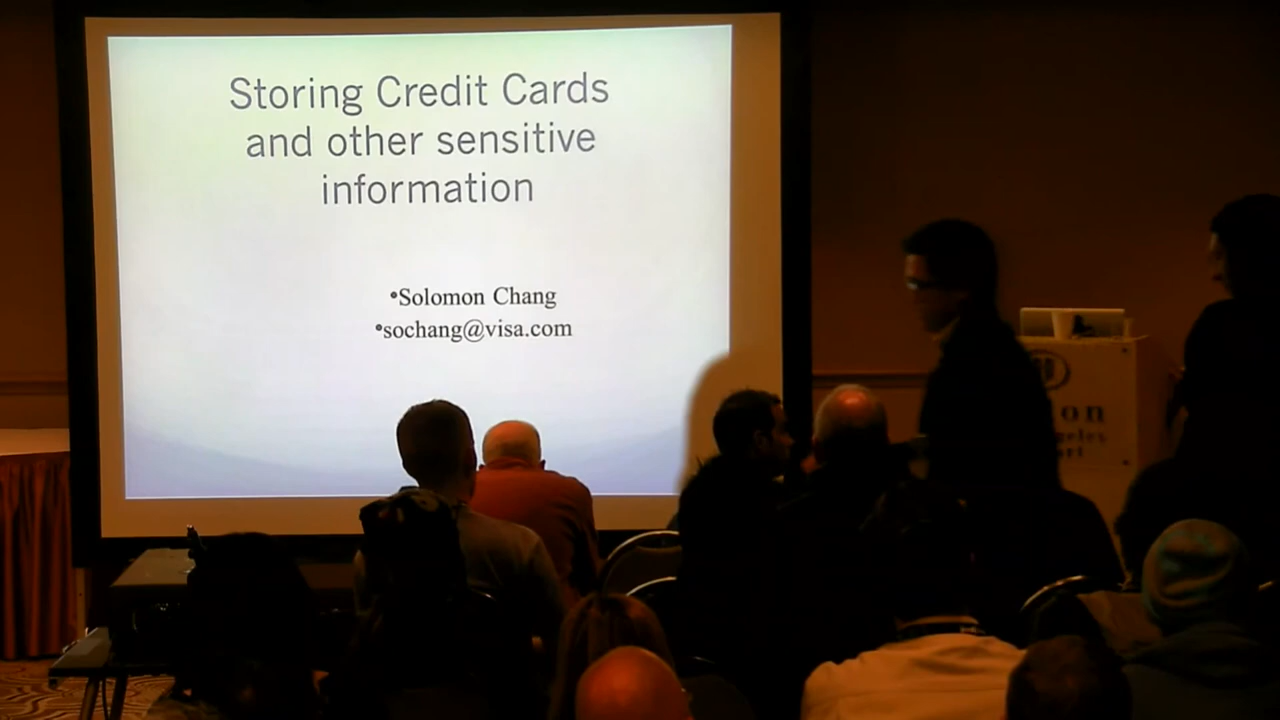 Storing Credit Cards
and other sensitive
information
•Solomon Chang
•sochang@visa.com